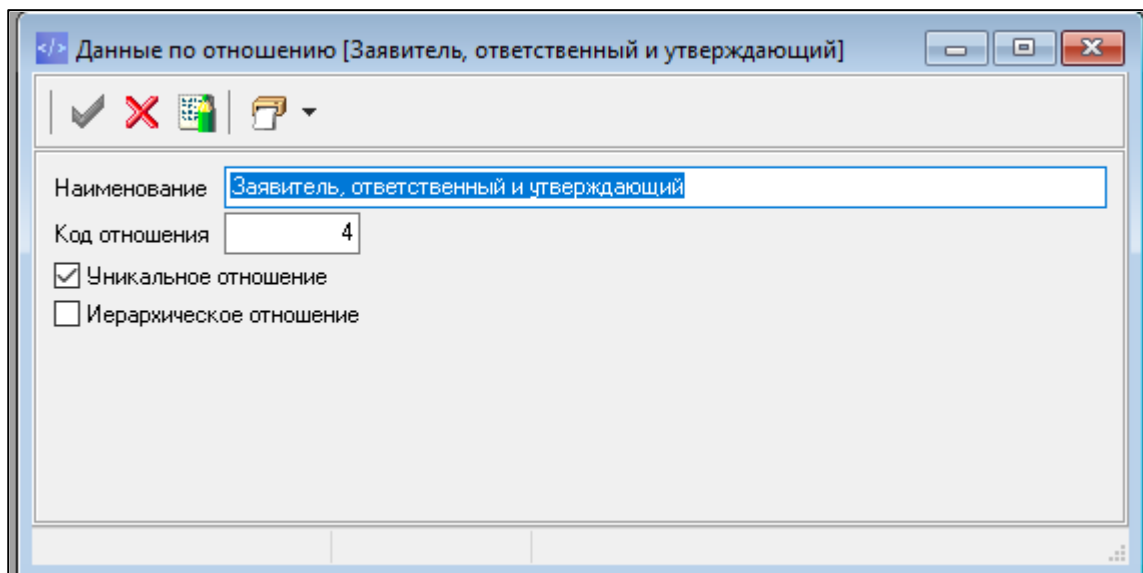 Данные по отношению [Заявитель, ответственный и утверждающий]
Наименование Заявитель, ответственный и утверждающий
Код отношения 4
Уникальное отношение
Иерархическое отношение